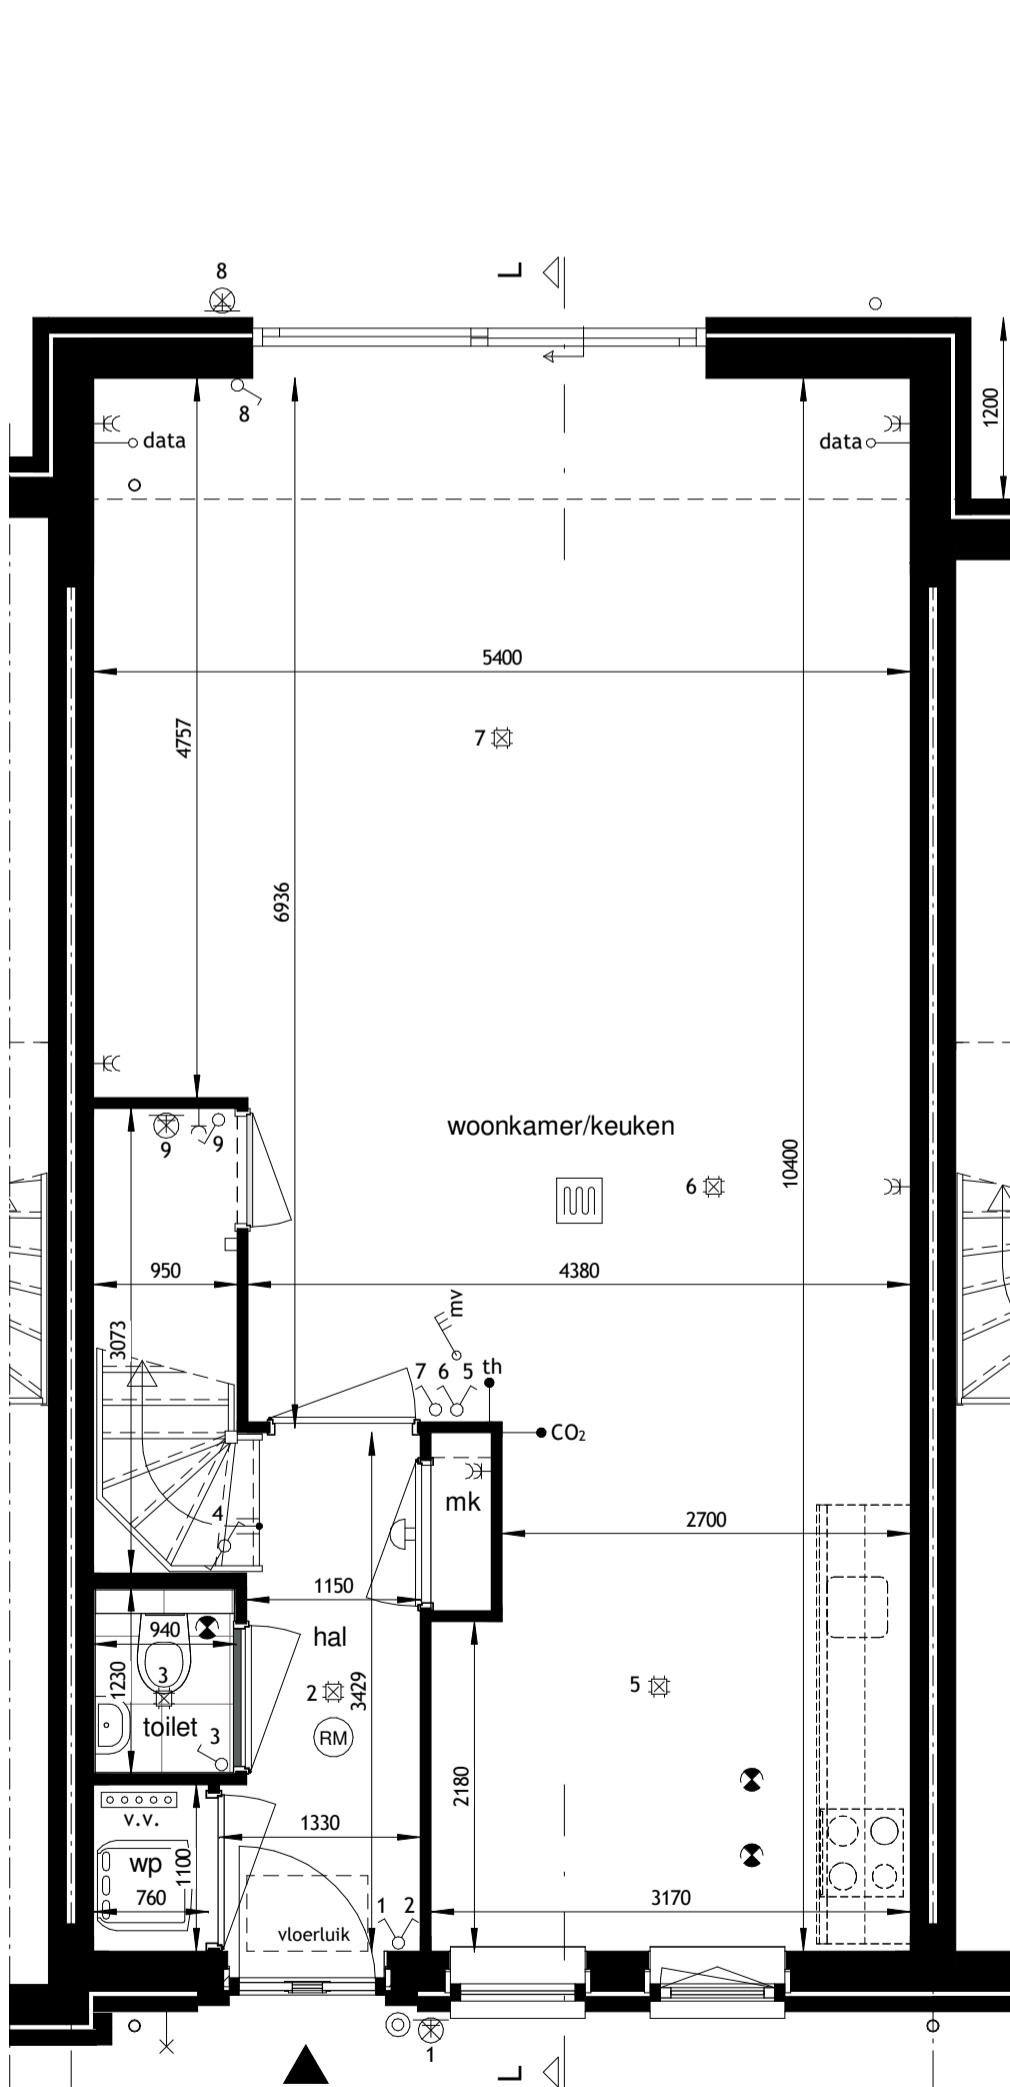 8
L
8
data
data
1200
5400
4757
7
6936
woonkamer/keuken
9
9
10400
6
950
4380
3073
mv
7 6 5 th
CO₂
mk
4
2700
1150
940
hal
3
1230
2
3429
5
toilet
3
RM
2180
v.v.
1330
wp
1100
760
1 2
3170
vloerluik
1
L